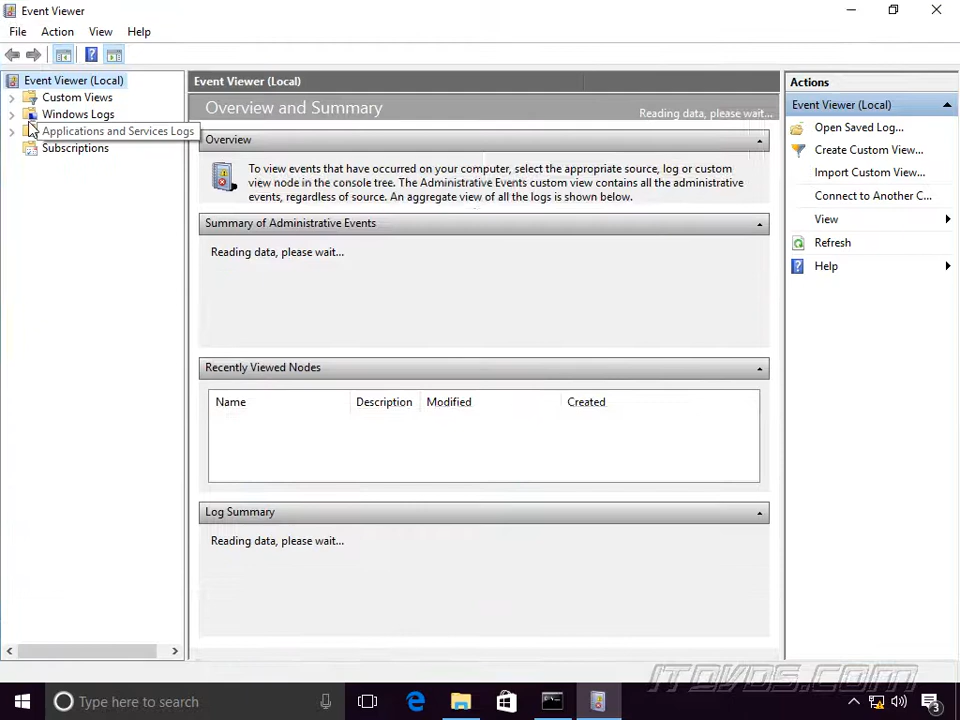 Event Viewer
File Action View Help
Event Viewer (Local)
Custom Views
Windows Logs
Applications and Services Logs
Subscriptions
Event Viewer (Local)
Overview and Summary
Reading data, please wait...
Overview
To view events that have occurred on your computer, select the appropriate source, log or custom
view node in the console tree. The Administrative Events custom view contains all the administrative
events, regardless of source. An aggregate view of all the logs is shown below.
Summary of Administrative Events
Reading data, please wait...
Recently Viewed Nodes
Name Description Modified Created
Log Summary
Reading data, please wait...
Actions
Event Viewer (Local)
Open Saved Log...
Create Custom View...
Import Custom View...
Connect to Another C...
View
Refresh
Help
ITDVDS.COM
Type here to search
3